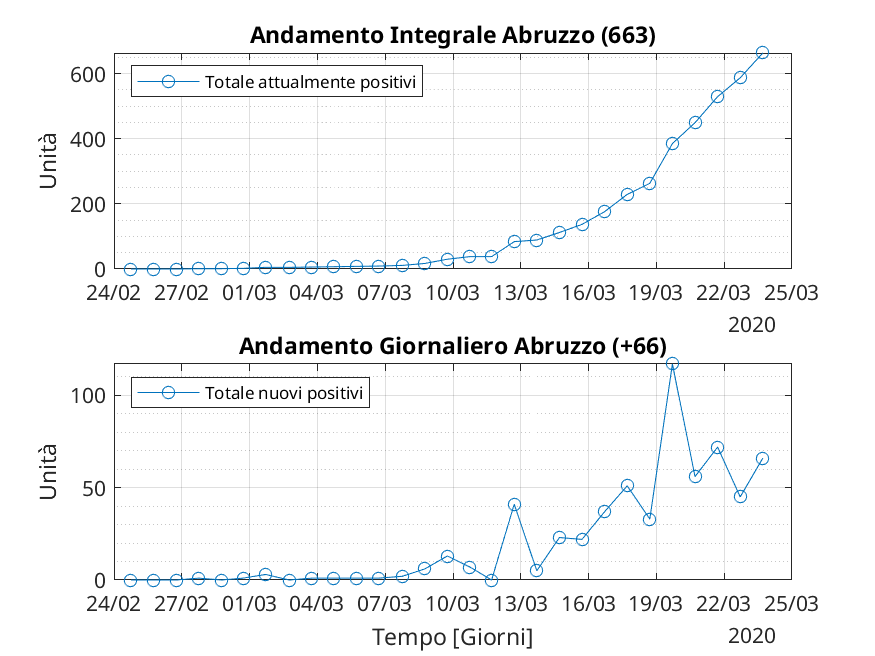 Andamento Integrale Abruzzo (663)
Totale attualmente positivi
Unità
600
400
200
0
24/02 27/02 01/03 04/03 07/03 10/03 13/03 16/03 19/03 22/03 25/03
2020
Andamento Giornaliero Abruzzo (+66)
Totale nuovi positivi
Unità
100
50
0
24/02 27/02 01/03 04/03 07/03 10/03 13/03 16/03 19/03 22/03 25/03
Tempo [Giorni]
2020